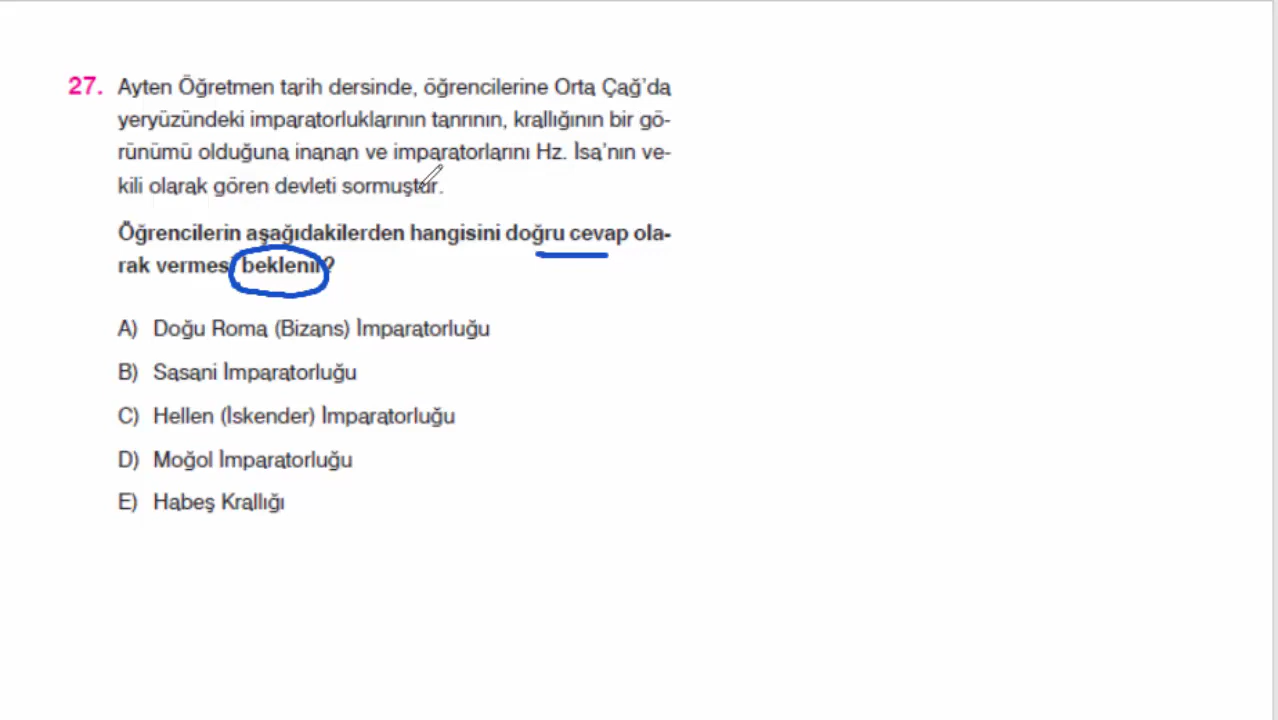 27. Ayten Öğretmen tarih dersinde, öğrencilerine Orta Çağ'da
yeryüzündeki imparatorluklarının tanrının, krallığının bir gö-
rünümü olduğuna inanan ve imparatorlarını Hz. İsa'nın ve-
kili olarak gören devleti sormuştur.
Öğrencilerin aşağıdakilerden hangisini doğru cevap ola-
rak vermesi beklenir?
A) Doğu Roma (Bizans) İmparatorluğu
B) Sasani İmparatorluğu
C) Hellen (İskender) İmparatorluğu
D) Moğol İmparatorluğu
E) Habeş Krallığı